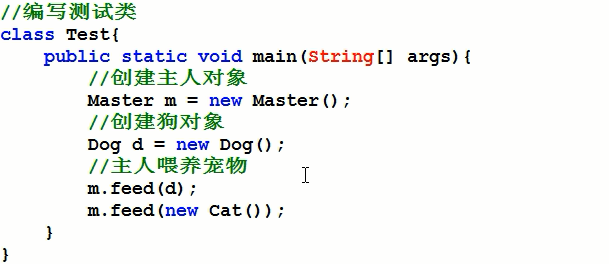 //编写测试类
class Test{
    public static void main(String[] args){
        //创建主人对象
        Master m = new Master();
        //创建狗对象
        Dog d = new Dog();
        //主人喂养宠物
        m.feed(d);
        m.feed(new Cat());
    }
}